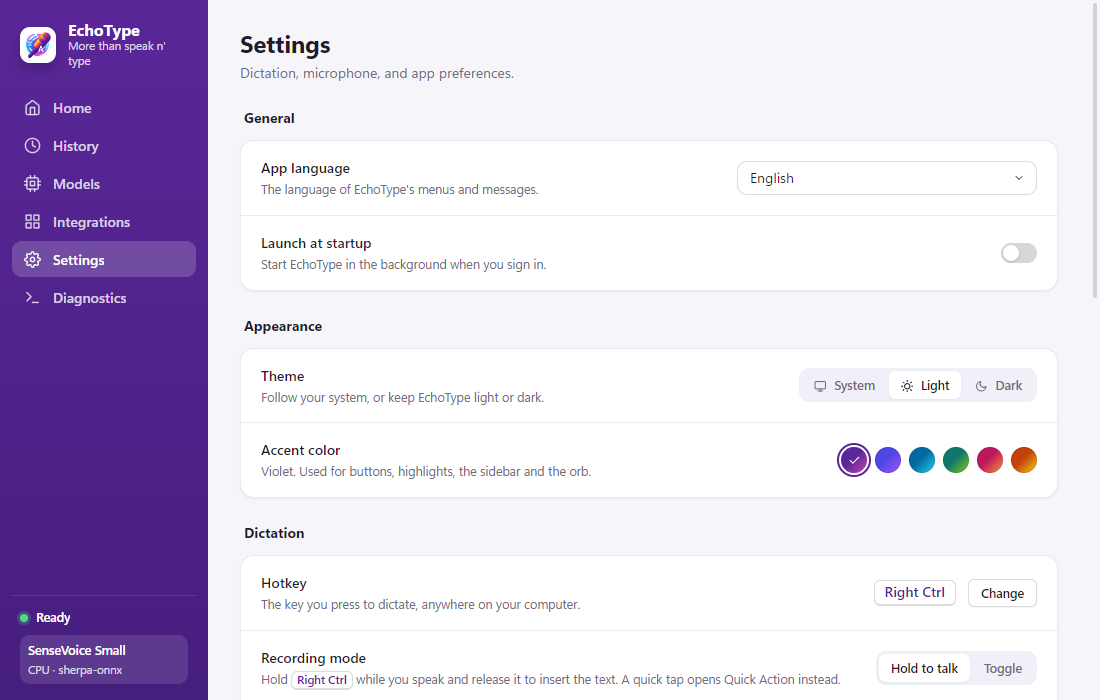 EchoType
More than speak n'
type
Home
History
Models
Integrations
Settings
Diagnostics
Ready
SenseVoice Small
CPU · sherpa-onnx
Settings
Dictation, microphone, and app preferences.
General
App language
The language of EchoType's menus and messages.
English
Launch at startup
Start EchoType in the background when you sign in.
Appearance
Theme
Follow your system, or keep EchoType light or dark.
System Light Dark
Accent color
Violet. Used for buttons, highlights, the sidebar and the orb.
Dictation
Hotkey
The key you press to dictate, anywhere on your computer.
Right Ctrl Change
Recording mode
Hold Right Ctrl while you speak and release it to insert the text. A quick tap opens Quick Action instead.
Hold to talk Toggle